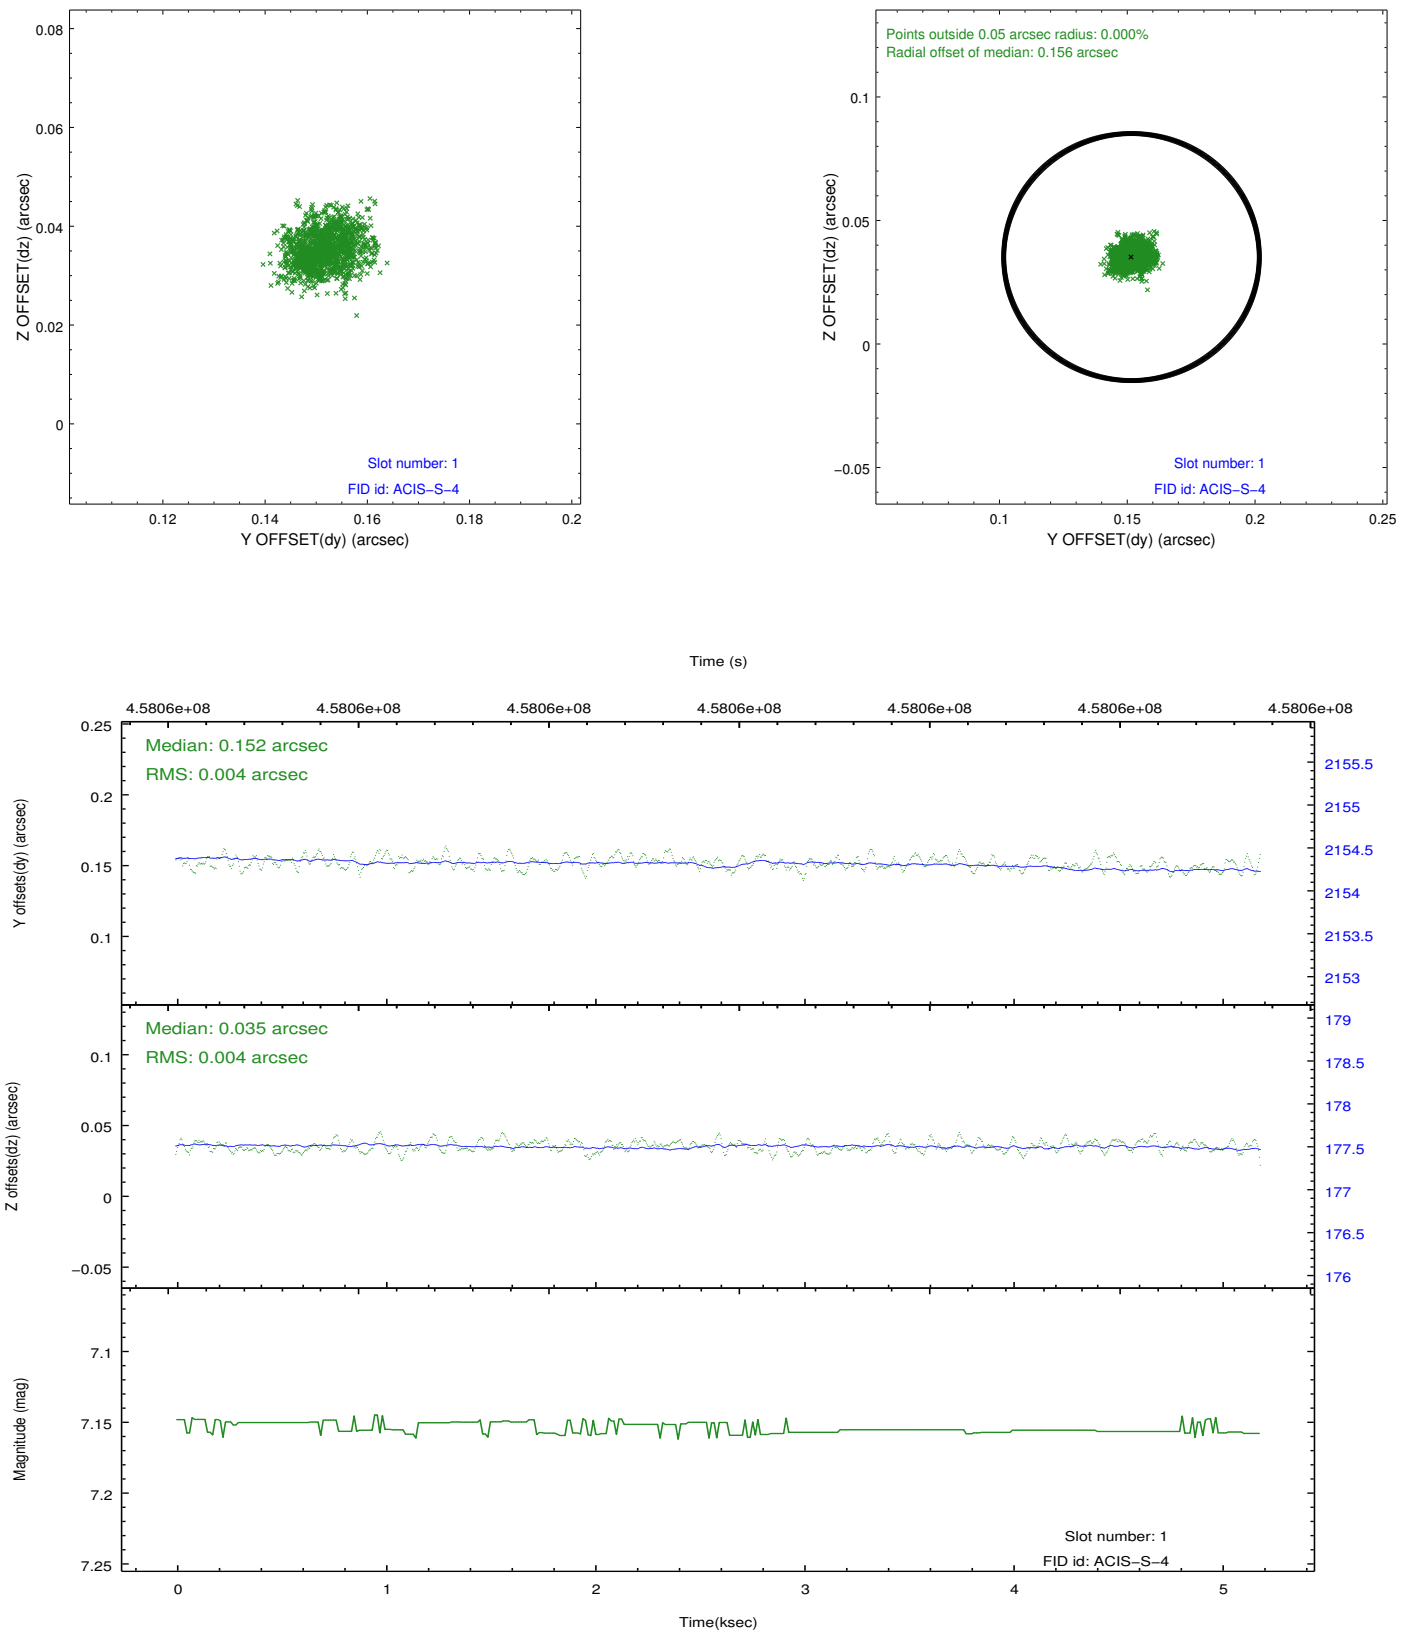 0.08
0.06
0.04
0.02
0
Z OFFSET(dz) (arcsec)
Slot number: 1
FID id: ACIS−S−4
0.12 0.14 0.16 0.18 0.2
Y OFFSET(dy) (arcsec)
Points outside 0.05 arcsec radius: 0.000%
Radial offset of median: 0.156 arcsec
0.1
0.05
0
−0.05
Z OFFSET(dz) (arcsec)
Slot number: 1
FID id: ACIS−S−4
0.1 0.15 0.2 0.25
Y OFFSET(dy) (arcsec)
Time (s)
4.5806e+08 4.5806e+08 4.5806e+08 4.5806e+08 4.5806e+08 4.5806e+08 4.5806e+08
Median: 0.152 arcsec
RMS: 0.004 arcsec
0.25
0.2
0.15
0.1
Y offsets(dy) (arcsec)
2155.5
2155
2154.5
2154
2153.5
2153
Median: 0.035 arcsec
RMS: 0.004 arcsec
0.1
0.05
0
−0.05
Z offsets(dz) (arcsec)
179
178.5
178
177.5
177
176.5
176
7.1
7.15
7.2
7.25
Magnitude (mag)
Slot number: 1
FID id: ACIS−S−4
0 1 2 3 4 5
Time(ksec)